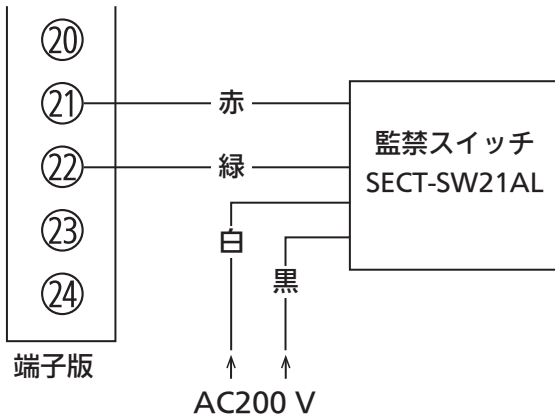 ⑳
㉑
赤
監禁スイッチ
SECT-SW21AL
㉒
緑
㉓
白
㉔
黒
端子版
AC200 V